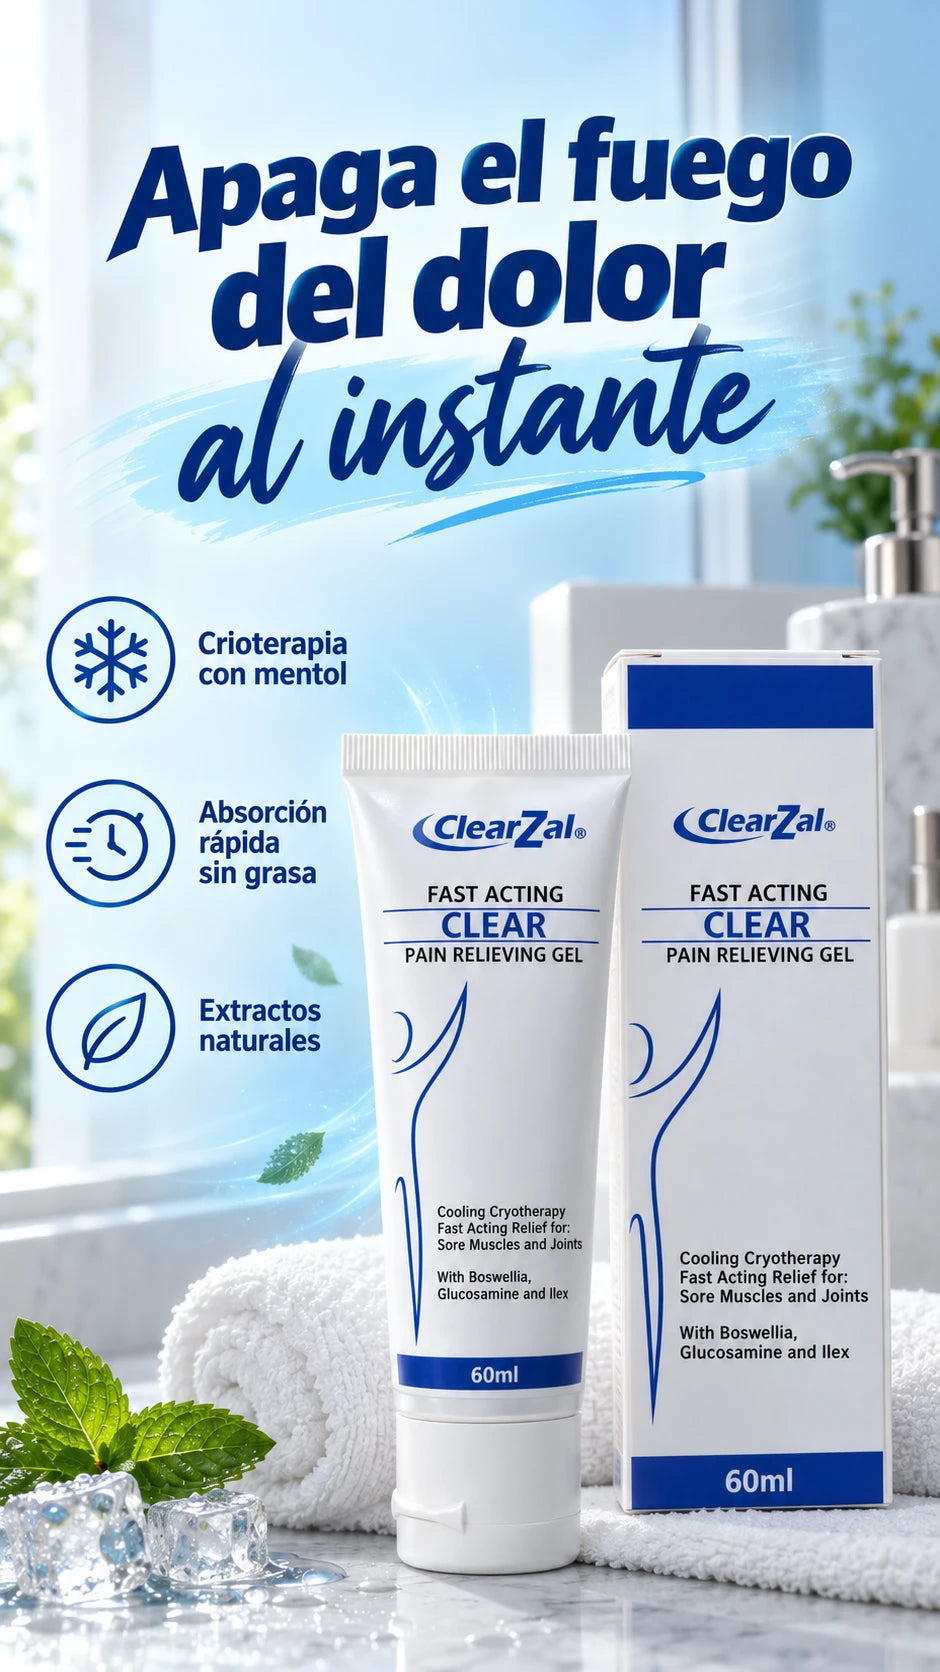 Apaga el fuego
del dolor
al instante
Crioterapia
con mentol
Absorción
rápida
sin grasa
Extractos
naturales
ClearZal®
FAST ACTING
CLEAR
PAIN RELIEVING GEL
Cooling Cryotherapy
Fast Acting Relief for:
Sore Muscles and Joints
With Boswellia,
Glucosamine and Ilex
60ml
ClearZal®
FAST ACTING
CLEAR
PAIN RELIEVING GEL
Cooling Cryotherapy
Fast Acting Relief for:
Sore Muscles and Joints
With Boswellia,
Glucosamine and Ilex
60ml